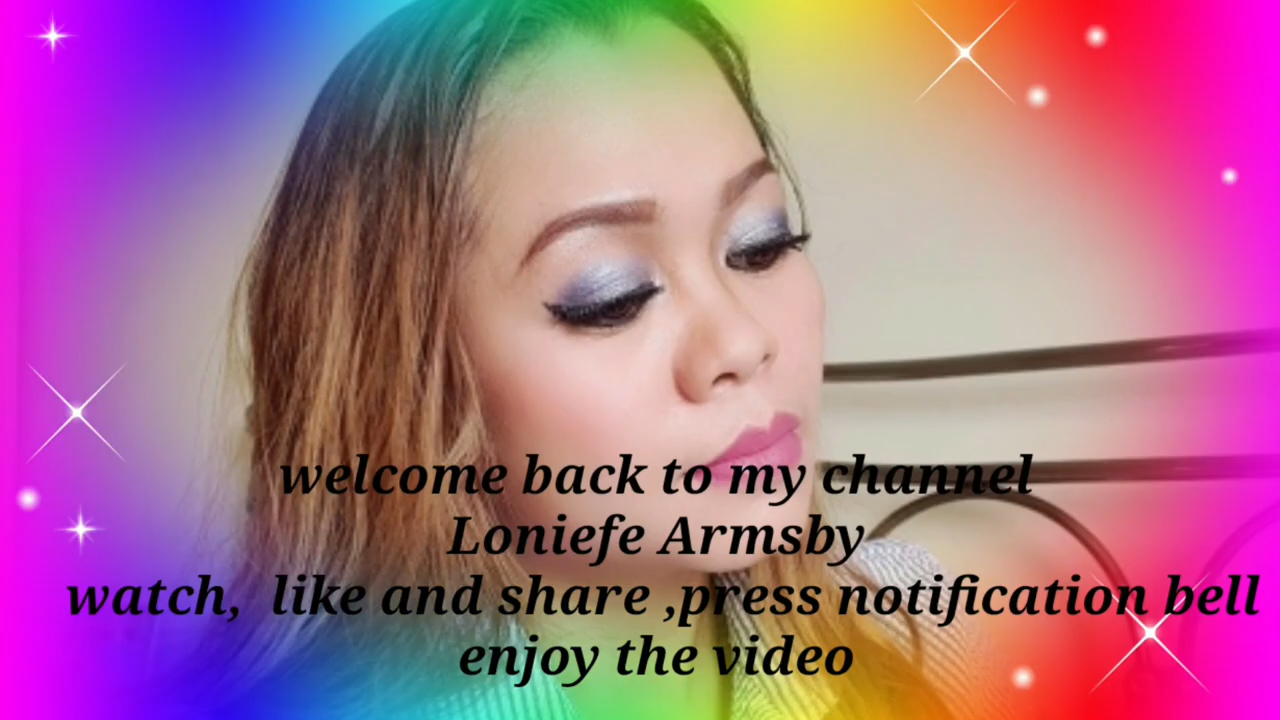 welcome back to my channel
Loniefe Armsby
watch, like and share ,press notification bell
enjoy the video